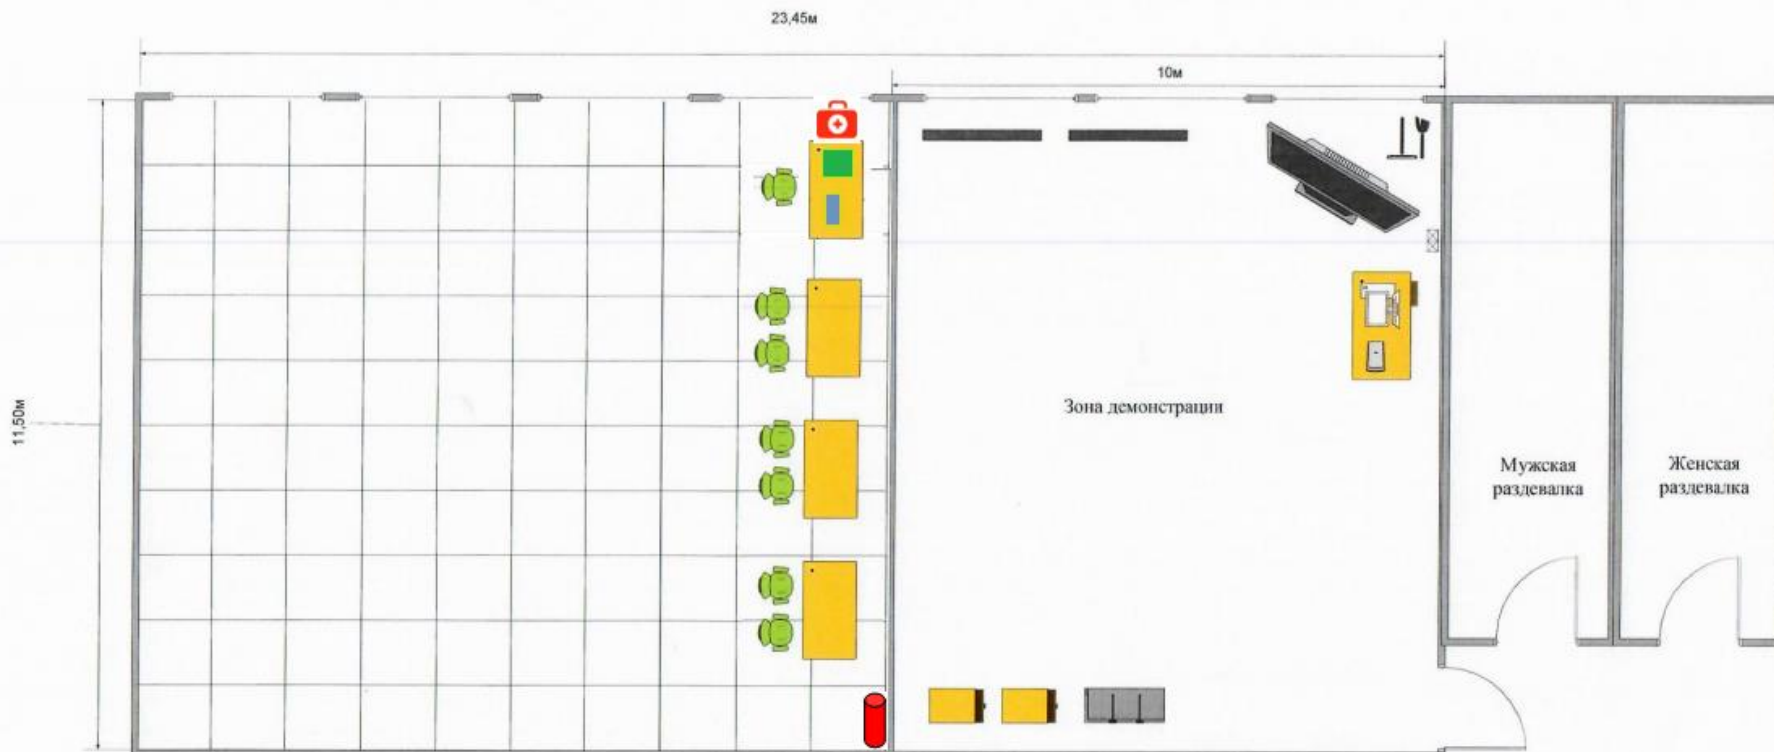 23,45м
10м
11,50м
Зона демонстрации
Мужская
раздевалка
Женская
раздевалка